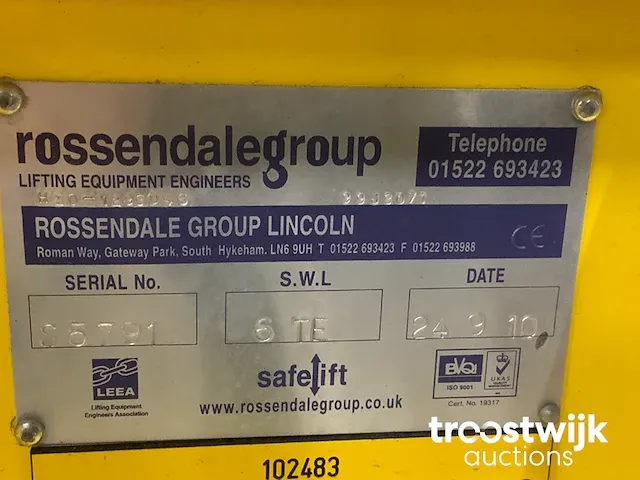 rossendalegroup
LIFTING EQUIPMENT ENGINEERS
Telephone
01522 693423
ROSSENDALE GROUP LINCOLN
Roman Way, Gateway Park, South Hykeham. LN6 9UH T 01522 693423 F 01522 693988
CE
SERIAL No.
S.W.L
DATE
S5791
6 TE
24 9 10
LEEA
Lifting Equipment
Engineers Association
safelift
www.rossendalegroup.co.uk
BVQI
ISO 9001
UKAS
Cert. No. 19317
102483
troostwijk
auctions